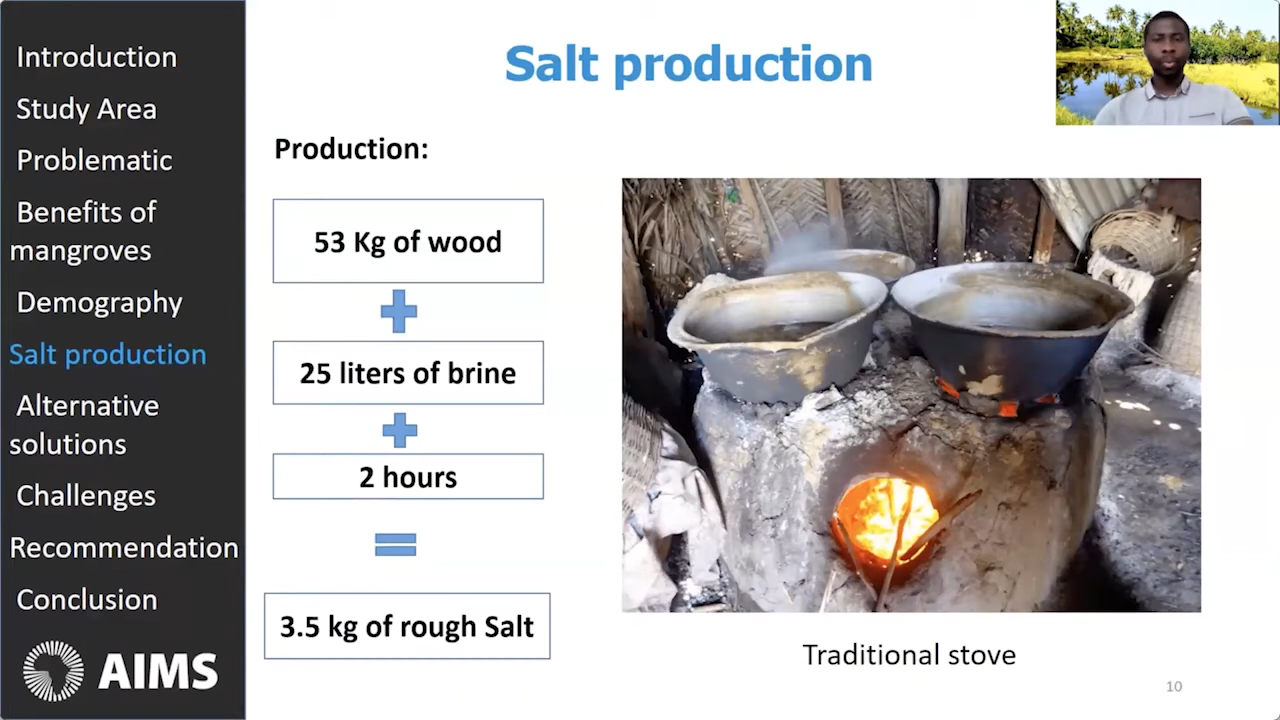 Introduction
Study Area
Problematic
Benefits of
mangroves
Demography
Salt production
Alternative
solutions
Challenges
Recommendation
Conclusion
AIMS
Salt production
Production:
53 Kg of wood
25 liters of brine
2 hours
3.5 kg of rough Salt
Traditional stove
10